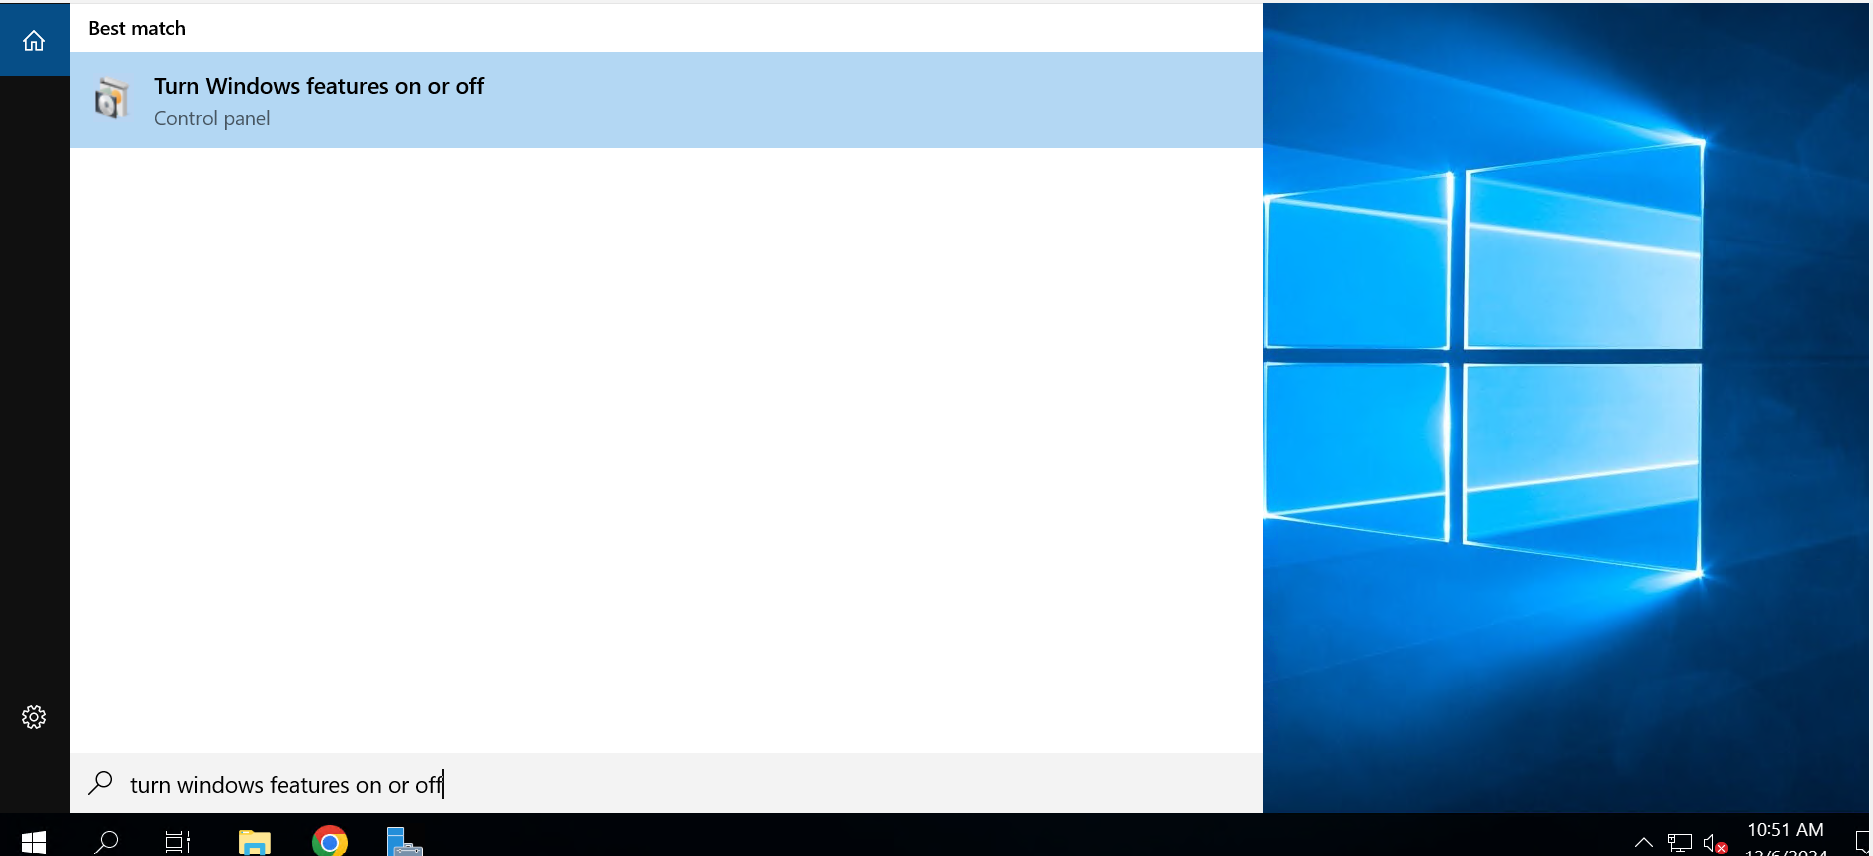 Best match
Turn Windows features on or off
Control panel
turn windows features on or off
10:51 AM